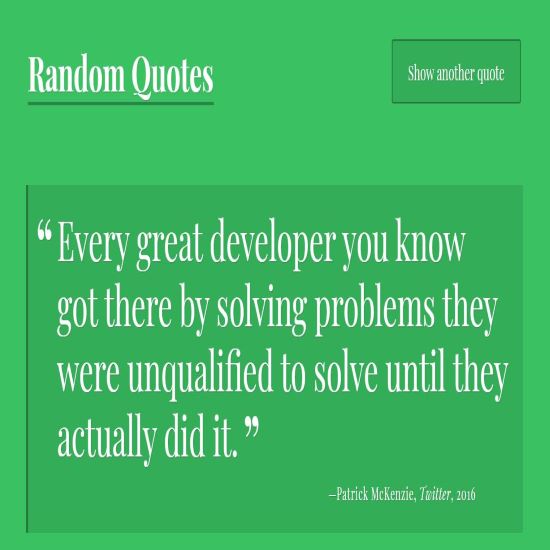 Random Quotes
Show another quote
“Every great developer you know
got there by solving problems they
were unqualified to solve until they
actually did it.”
–Patrick McKenzie, Twitter, 2016